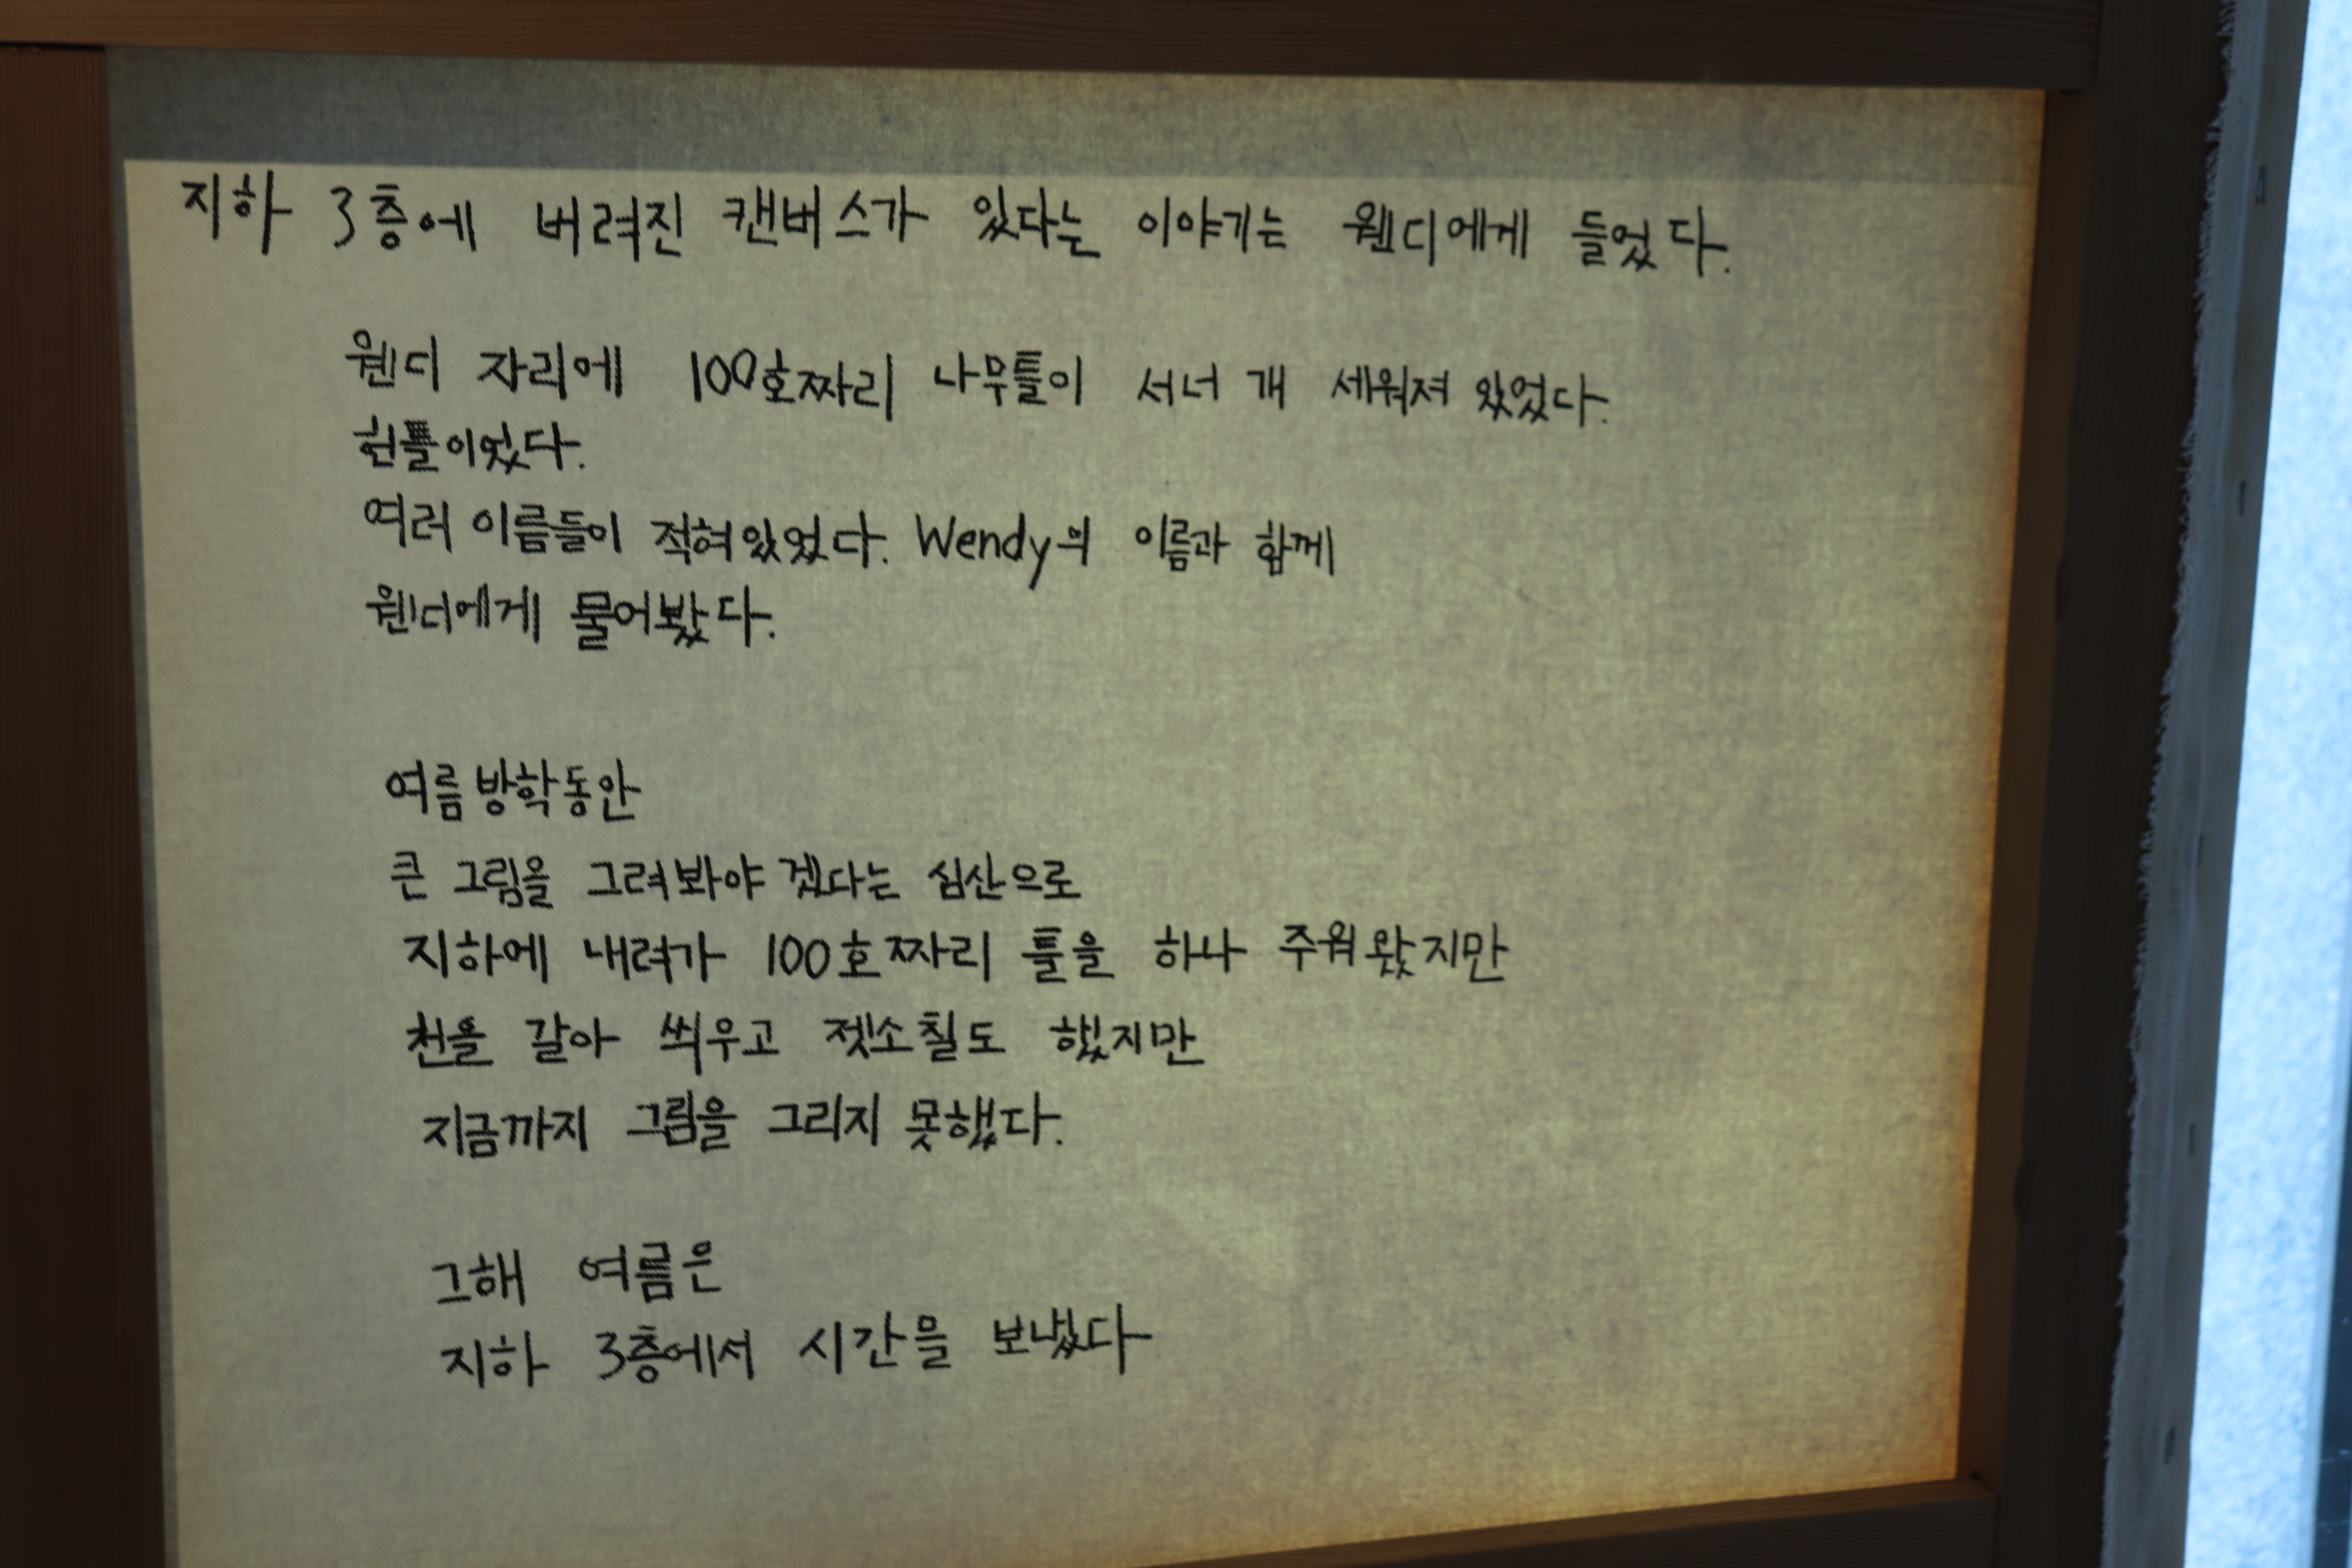 지하 3층에 버려진 캔버스가 있다는 이야기는 웬디에게 들었다.
웬디 자리에 100호짜리 나무틀이 서너 개 세워져 있었다.
헌틀이었다.
여러 이름들이 적혀있었다. Wendy의 이름과 함께
웬디에게 물어봤다.
여름방학동안
큰 그림을 그려봐야겠다는 심산으로
지하에 내려가 100호짜리 틀을 하나 주워왔지만
천을 갈아 씌우고 젯소칠도 했지만
지금까지 그림을 그리지 못했다.
그해 여름은
지하 3층에서 시간을 보냈다